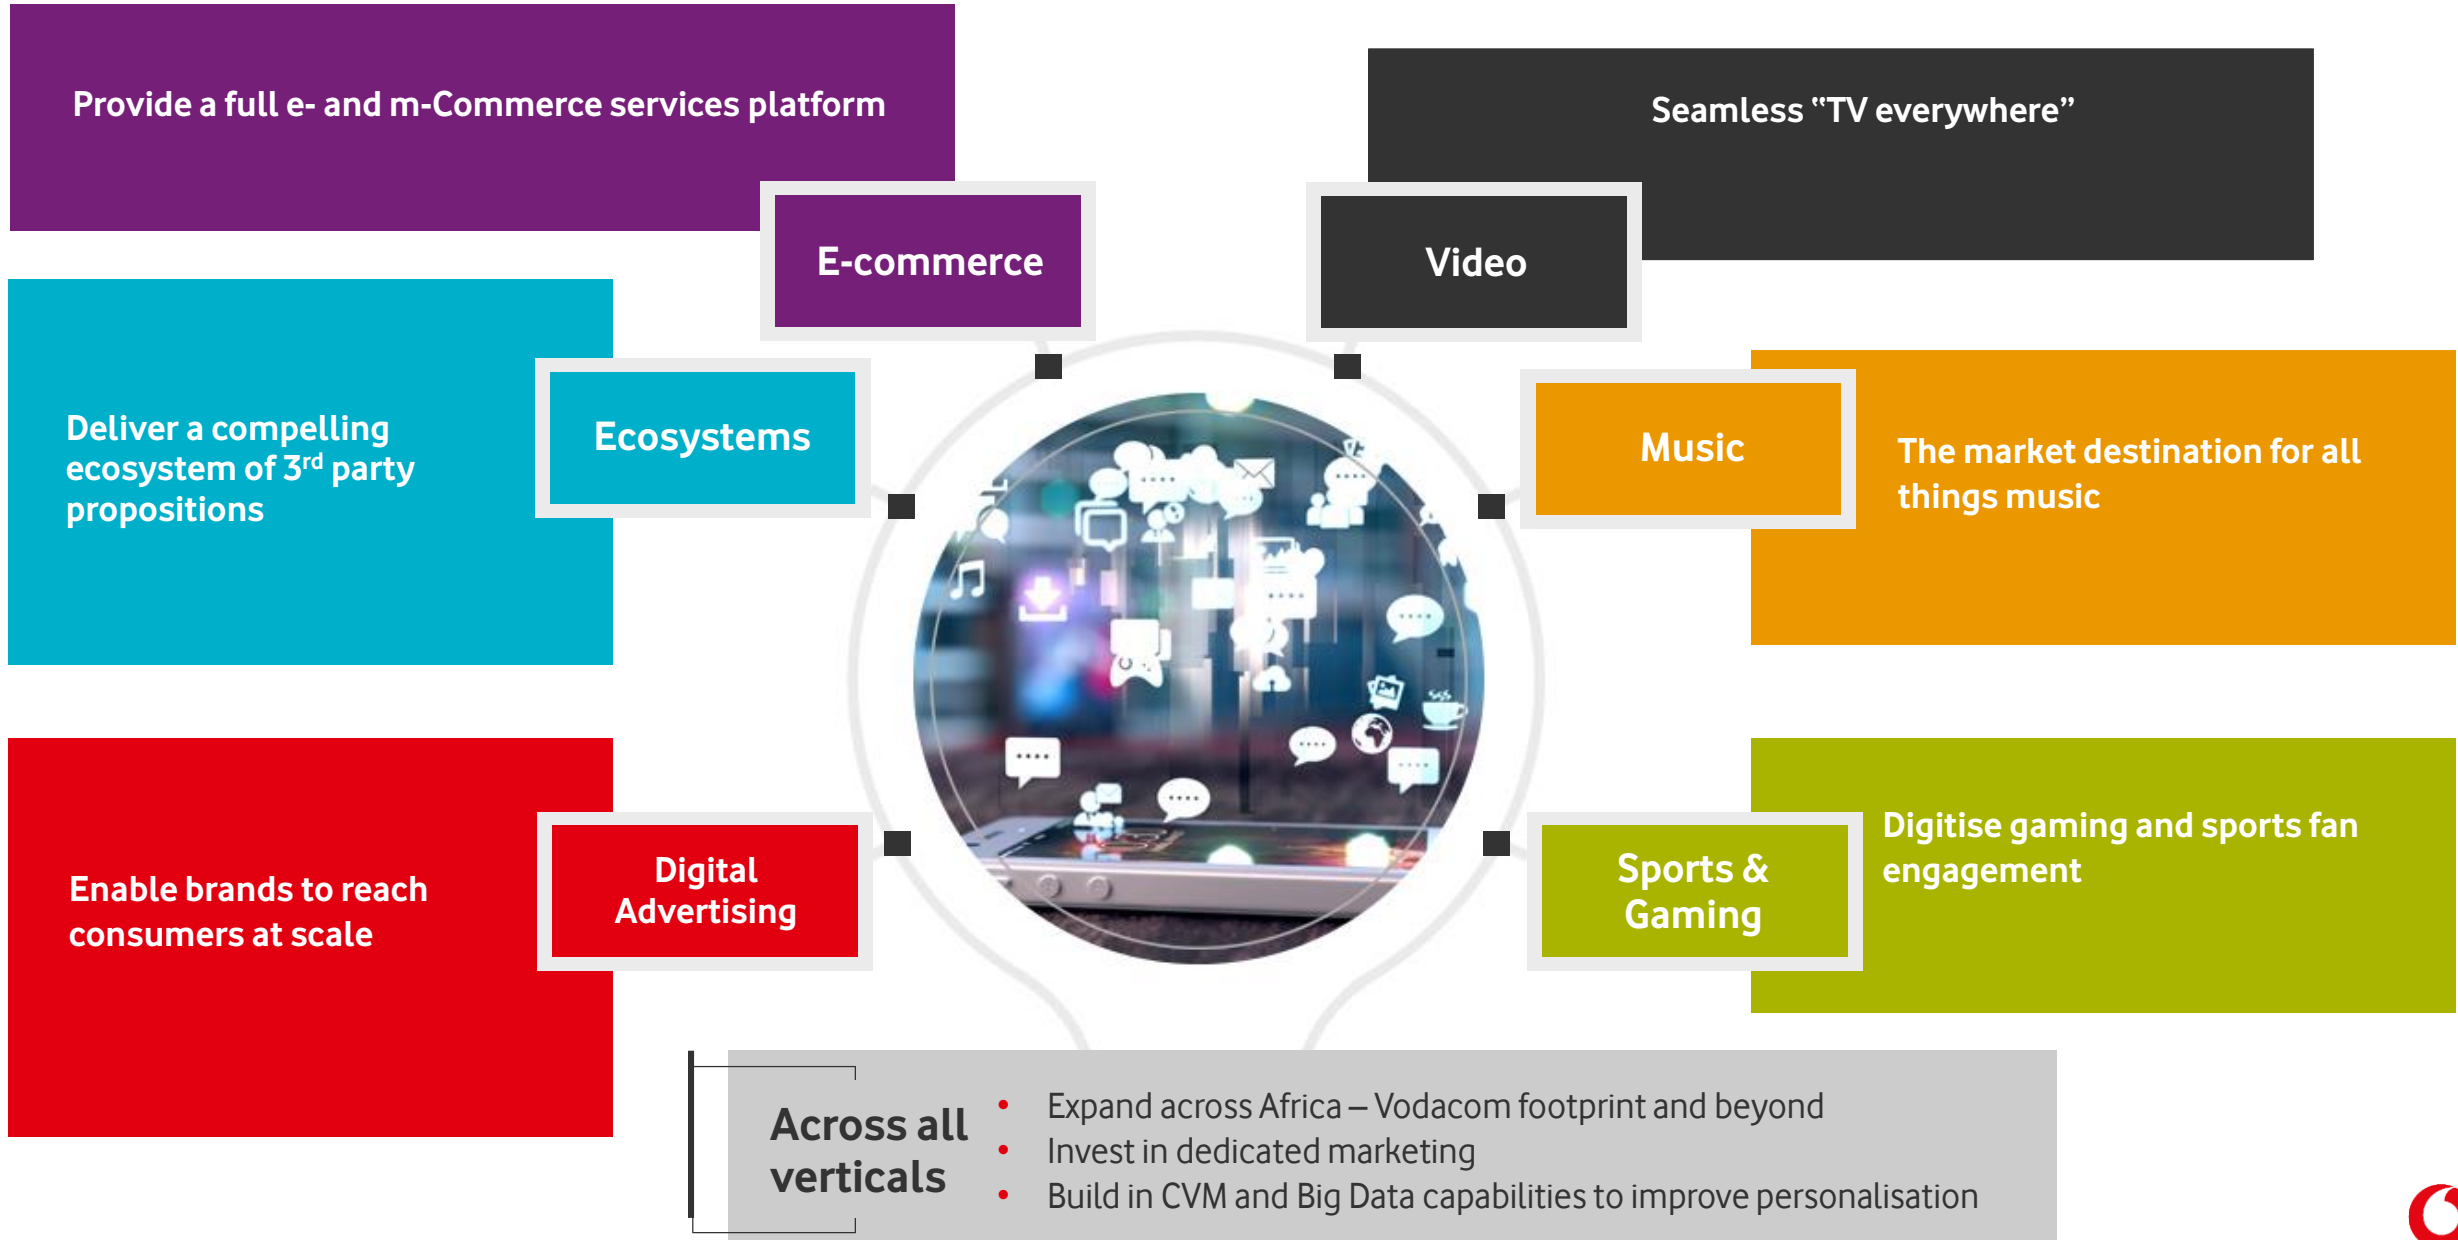 Provide a full e- and m-Commerce services platform
E-commerce
Seamless “TV everywhere”
Video
Deliver a compelling
ecosystem of 3rd party
propositions
Ecosystems
Music
The market destination for all
things music
Enable brands to reach
consumers at scale
Digital
Advertising
Sports &
Gaming
Digitise gaming and sports fan
engagement
Across all
verticals
• Expand across Africa – Vodacom footprint and beyond
• Invest in dedicated marketing
• Build in CVM and Big Data capabilities to improve personalisation